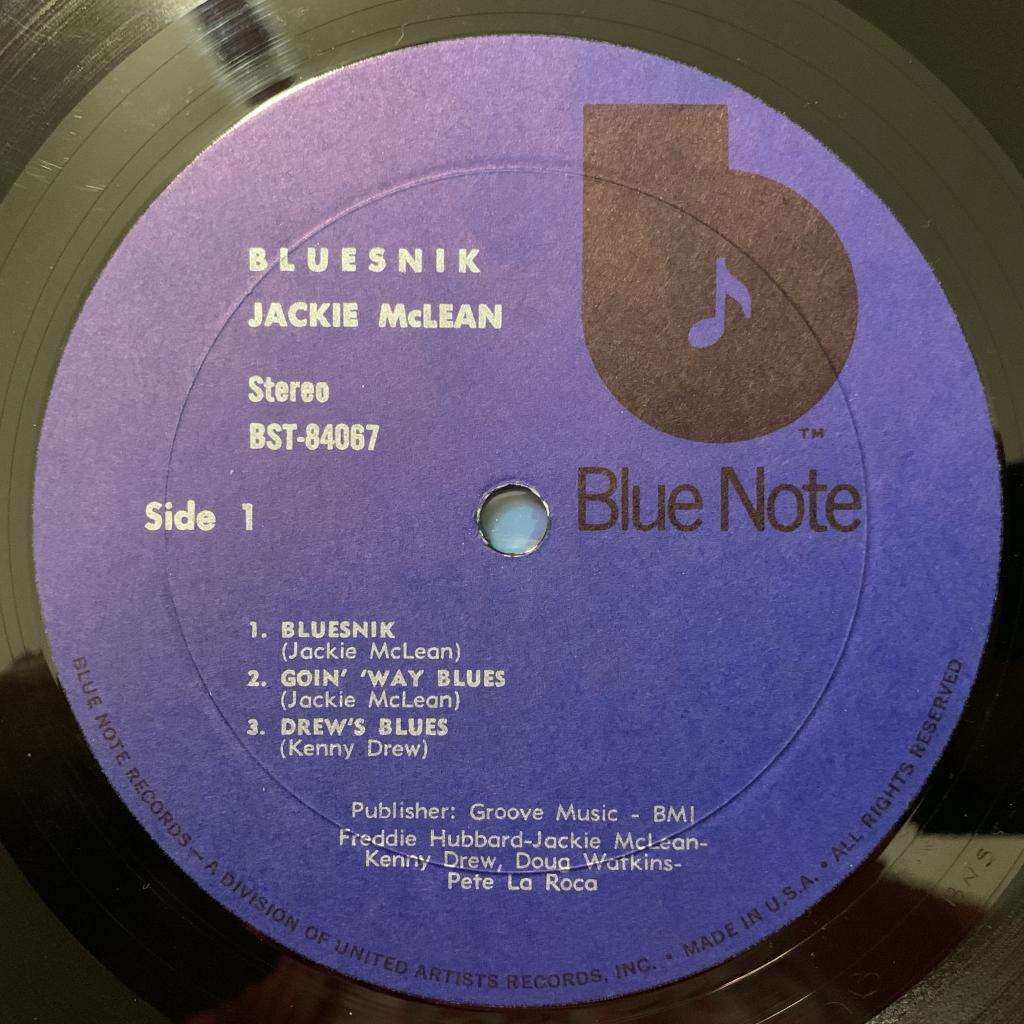 BLUESNIK
JACKIE McLEAN
Stereo
BST-84067
Side 1
TM
Blue Note
1. BLUESNIK
(Jackie McLean)
2. GOIN' 'WAY BLUES
(Jackie McLean)
3. DREW'S BLUES
(Kenny Drew)
Publisher: Groove Music - BMI
Freddie Hubbard-Jackie McLean-
Kenny Drew, Doug Watkins-
Pete La Roca
BLUE NOTE RECORDS – A DIVISION OF UNITED ARTISTS RECORDS, INC. • MADE IN U.S.A. • ALL RIGHTS RESERVED